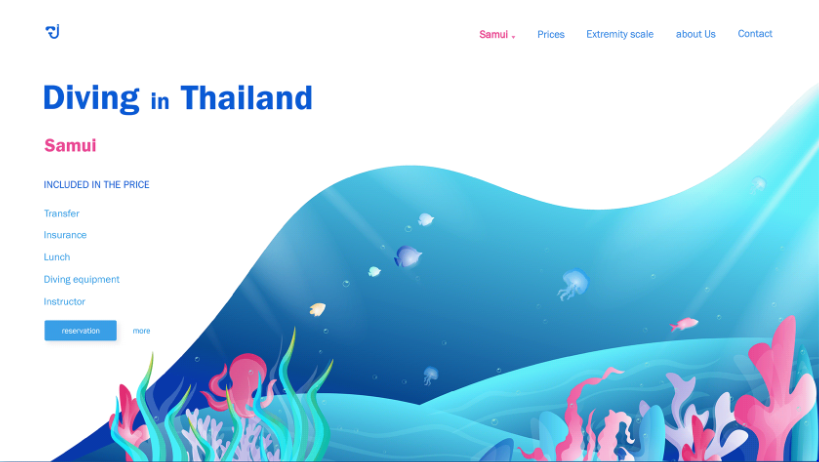 Samui
Prices
Extremity scale
about Us
Contact
Diving in Thailand
Samui
INCLUDED IN THE PRICE
Transfer
Insurance
Lunch
Diving equipment
Instructor
reservation
more